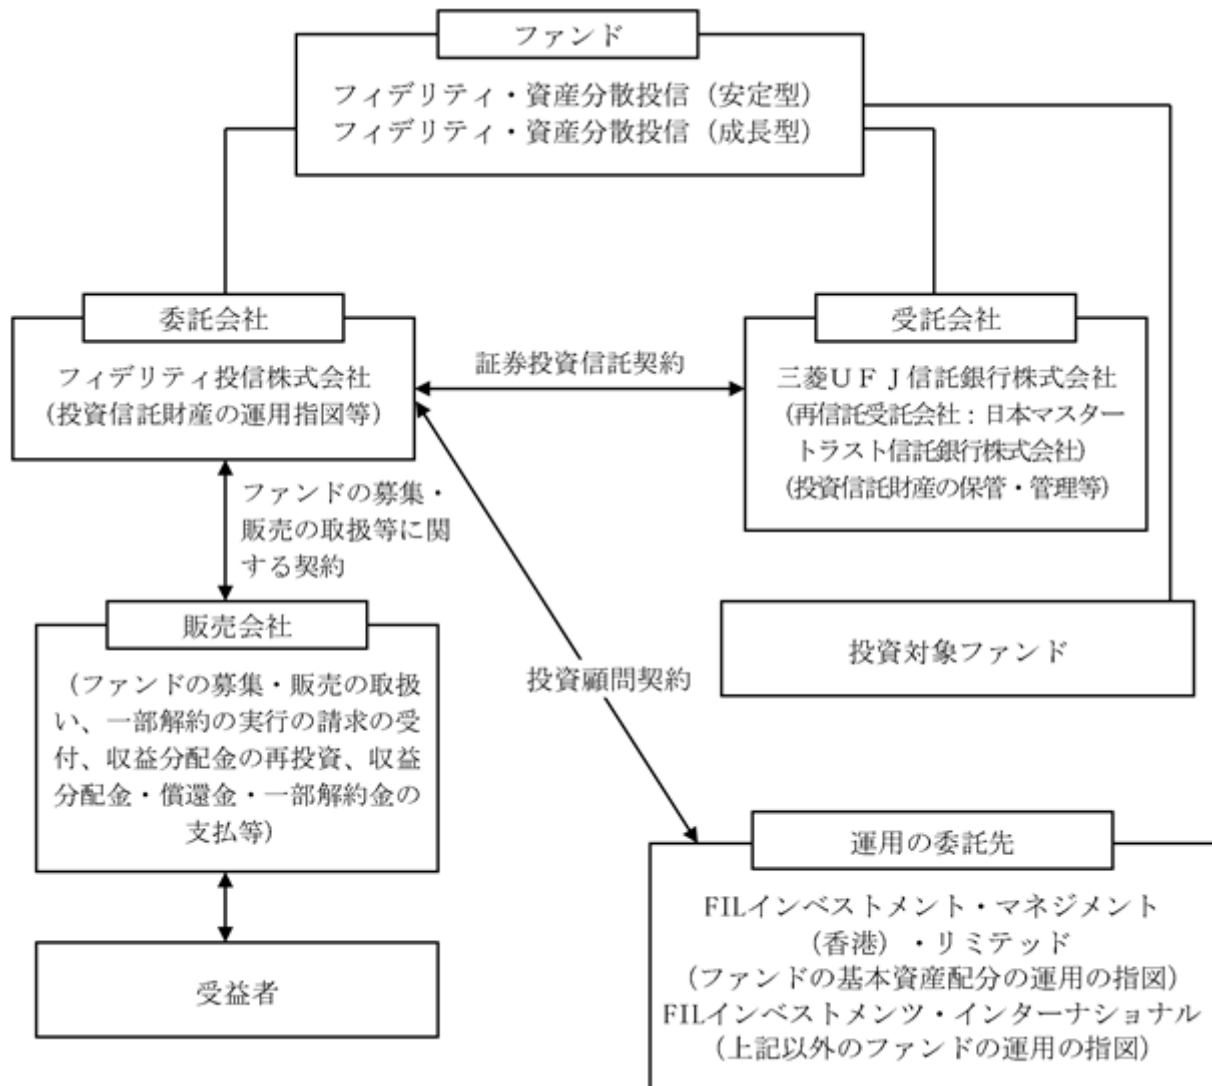 ファンド
フィデリティ・資産分散投信（安定型）
フィデリティ・資産分散投信（成長型）
委託会社
フィデリティ投信株式会社
（投資信託財産の運用指図等）
証券投資信託契約
受託会社
三菱ＵＦＪ信託銀行株式会社
（再信託受託会社：日本マスター
トラスト信託銀行株式会社）
（投資信託財産の保管・管理等）
ファンドの募集・
販売の取扱等に関
する契約
販売会社
（ファンドの募集・販売の取扱
い、一部解約の実行の請求の受
付、収益分配金の再投資、収益
分配金・償還金・一部解約金の
支払等）
投資顧問契約
投資対象ファンド
受益者
運用の委託先
FILインベストメント・マネジメント
（香港）・リミテッド
（ファンドの基本資産配分の運用の指図）
FILインベストメンツ・インターナショナル
（上記以外のファンドの運用の指図）